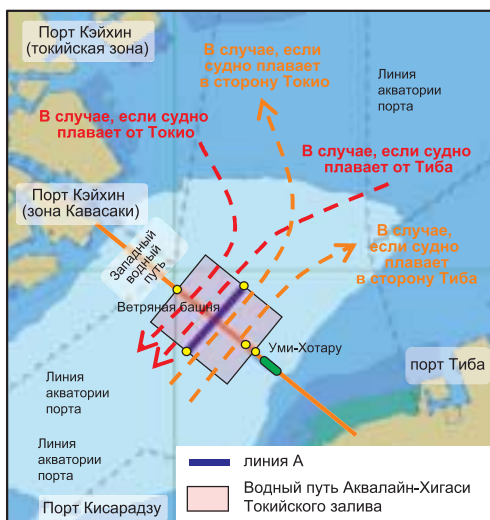 Порт Кэйхин
(токийская зона)
В случае, если
судно плавает
в сторону Токио
Линия
акватории
порта
В случае, если судно
плавает от Токио
В случае, если судно
плавает от Тиба
Порт Кэйхин
(зона Кавасаки)
Западный
водный
путь
В случае,
если судно
плавает
в сторону Тиба
Ветряная башня
Уми-Хотару
порт Тиба
Линия
акватории
порта
Линия
акватории
порта
линия А
Водный путь Аквалайн-Хигаси
Токийского залива
Порт Кисарадзу